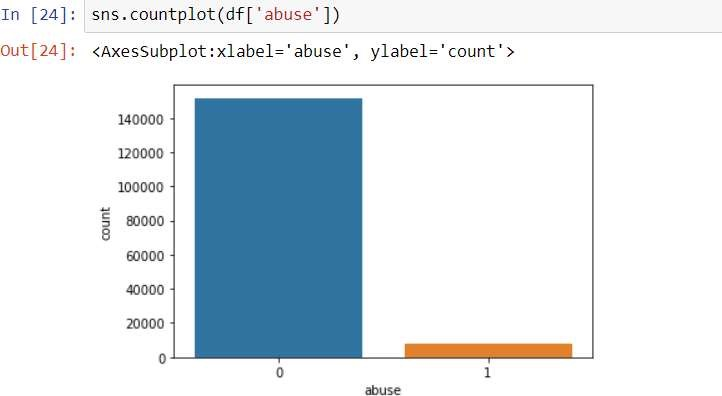 In [24]: sns.countplot(df['abuse'])
Out[24]: <AxesSubplot:xlabel='abuse', ylabel='count'>
140000
120000
100000
80000
60000
40000
20000
0
count
0 1
abuse